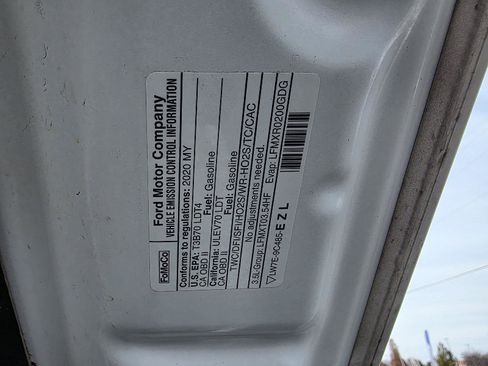 FoMoCo
Ford Motor Company
VEHICLE EMISSION CONTROL INFORMATION
Conforms to regulations: 2020 MY
U.S. EPA: T3B70 LDT4
CA OBD II Fuel: Gasoline
California: ULEV70 LDT
CA OBD II Fuel: Gasoline
TWC/DFI/SFI/HO2S/WR-HO2S/TC/CAC
No adjustments needed.
3.5L-Group: LFMXT03.54HF Evap: LFMXR0200GDG
LW7E-9C485-EZL